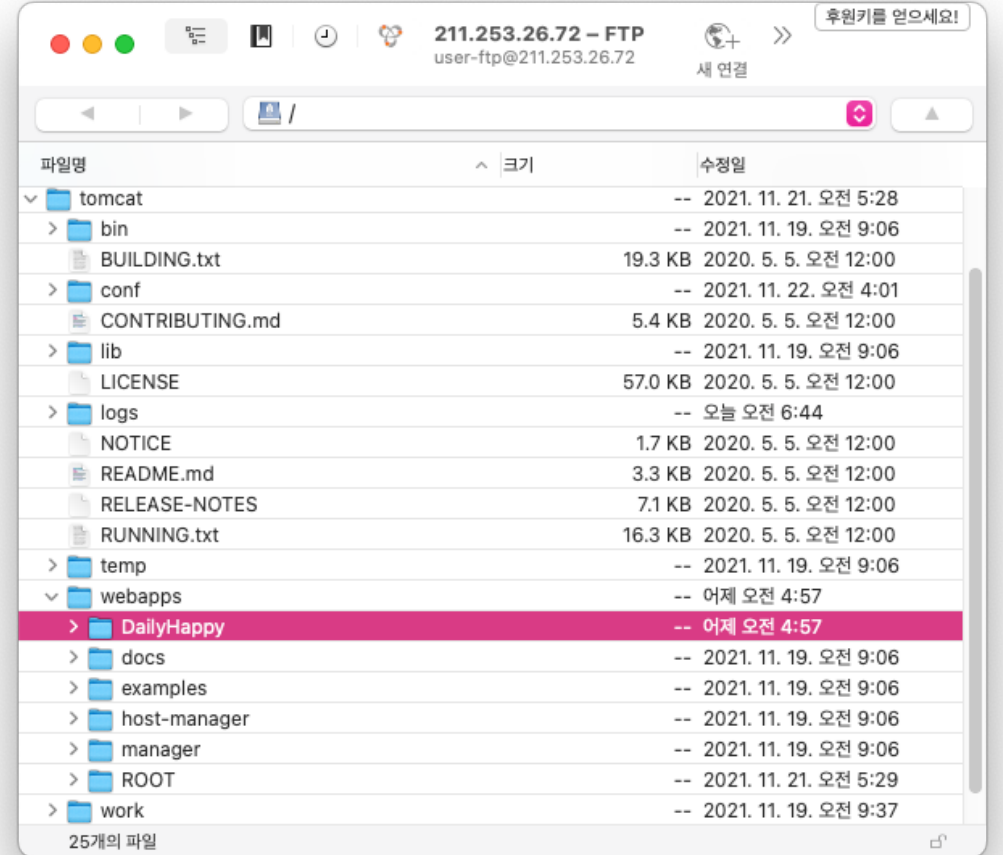 후원키를 얻으세요!
211.253.26.72 – FTP
user-ftp@211.253.26.72
새 연결
/
파일명 크기 수정일
tomcat -- 2021. 11. 21. 오전 5:28
bin -- 2021. 11. 19. 오전 9:06
BUILDING.txt 19.3 KB 2020. 5. 5. 오전 12:00
conf -- 2021. 11. 22. 오전 4:01
CONTRIBUTING.md 5.4 KB 2020. 5. 5. 오전 12:00
lib -- 2021. 11. 19. 오전 9:06
LICENSE 57.0 KB 2020. 5. 5. 오전 12:00
logs -- 오늘 오전 6:44
NOTICE 1.7 KB 2020. 5. 5. 오전 12:00
README.md 3.3 KB 2020. 5. 5. 오전 12:00
RELEASE-NOTES 7.1 KB 2020. 5. 5. 오전 12:00
RUNNING.txt 16.3 KB 2020. 5. 5. 오전 12:00
temp -- 2021. 11. 19. 오전 9:06
webapps -- 어제 오전 4:57
DailyHappy -- 어제 오전 4:57
docs -- 2021. 11. 19. 오전 9:06
examples -- 2021. 11. 19. 오전 9:06
host-manager -- 2021. 11. 19. 오전 9:06
manager -- 2021. 11. 19. 오전 9:06
ROOT -- 2021. 11. 21. 오전 5:29
work -- 2021. 11. 19. 오전 9:37
25개의 파일